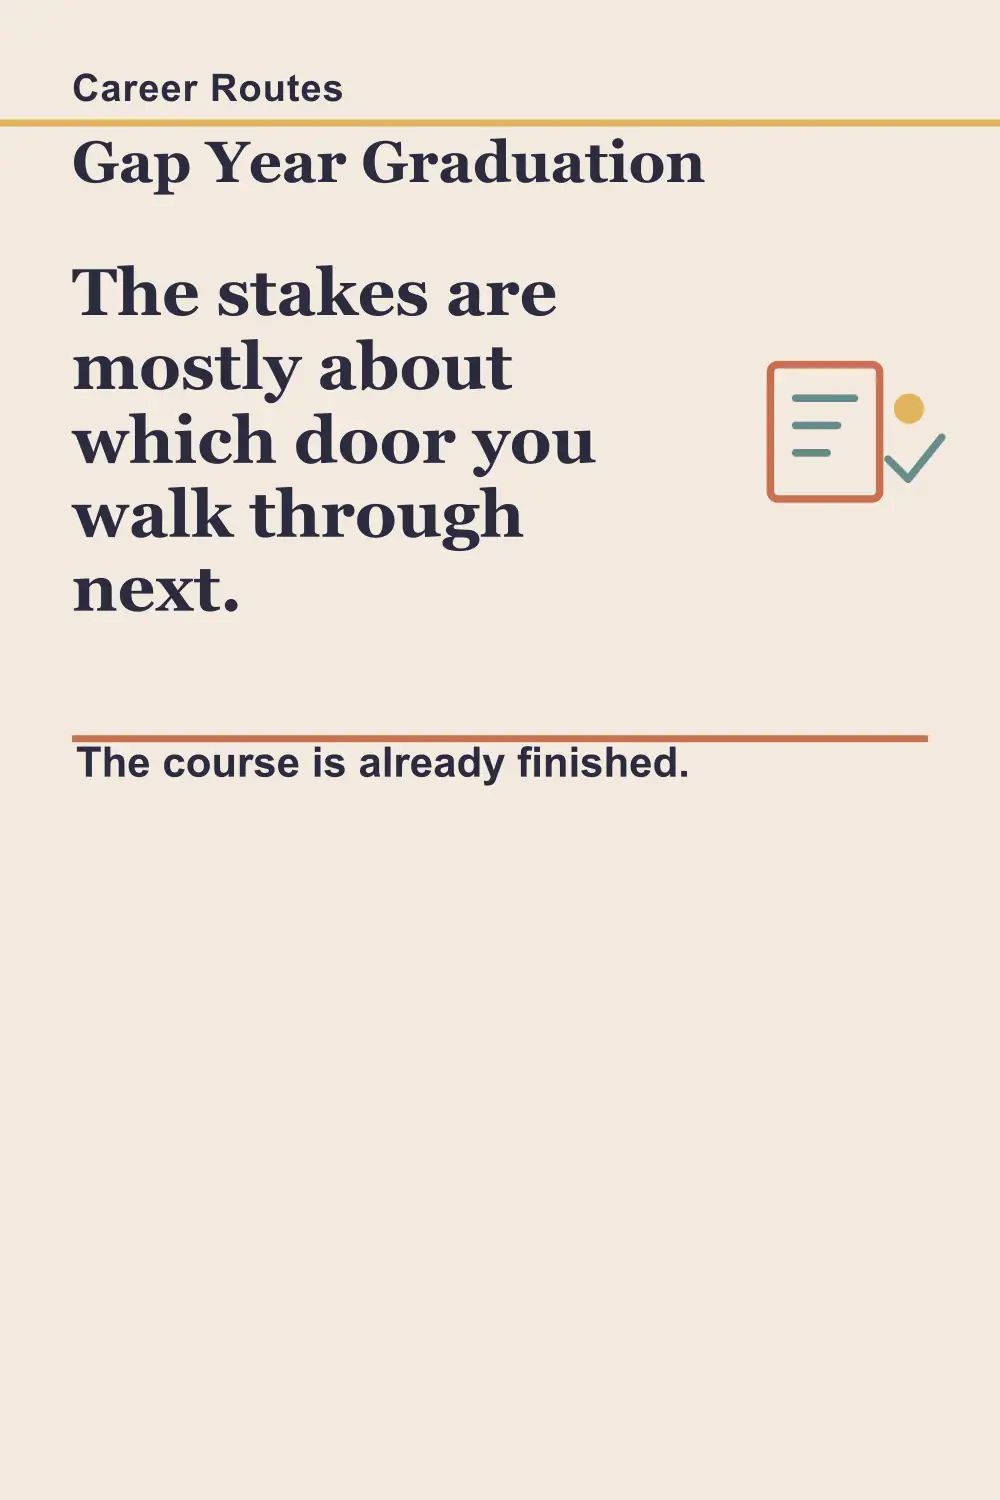 Career Routes
Gap Year Graduation
The stakes are
mostly about
which door you
walk through
next.
The course is already finished.